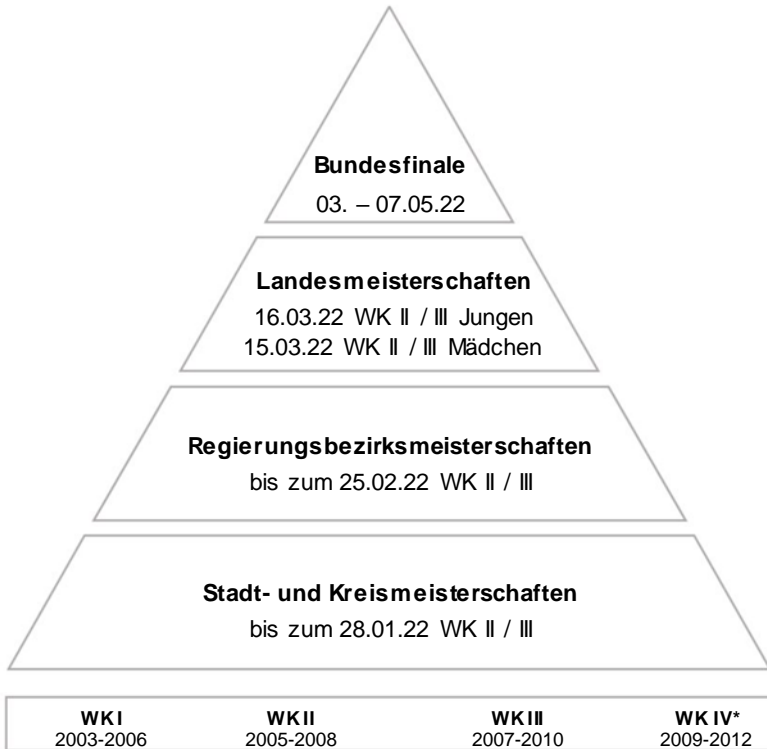 Bundesfinale
03. – 07.05.22
Landesmeisterschaften
16.03.22 WK II / III Jungen
15.03.22 WK II / III Mädchen
Regierungsbezirksmeisterschaften
bis zum 25.02.22 WK II / III
Stadt- und Kreismeisterschaften
bis zum 28.01.22 WK II / III
WK I WK II WK III WK IV*
2003-2006 2005-2008 2007-2010 2009-2012